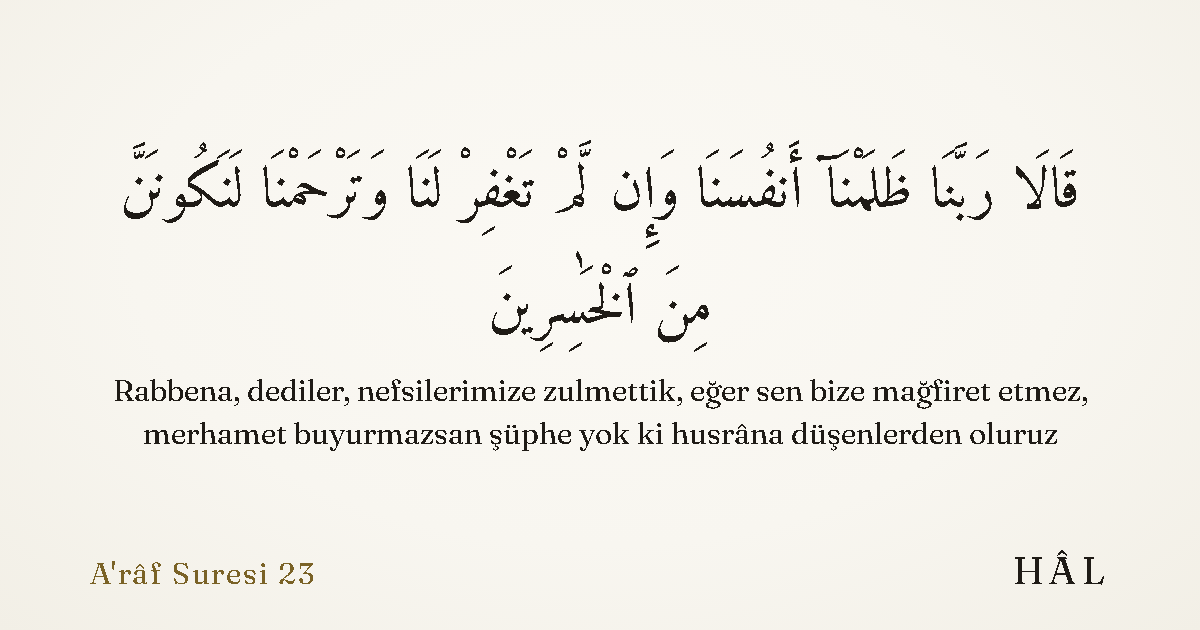 قَالَا رَبَّنَا ظَلَمْنَآ أَنفُسَنَا وَإِن لَّمْ تَغْفِرْ لَنَا وَتَرْحَمْنَا لَنَكُونَنَّ
مِنَ ٱلْخَٰسِرِينَ
Rabbena, dediler, nefsilerimize zulmettik, eğer sen bize mağfiret etmez,
merhamet buyurmazsan şüphe yok ki husrâna düşenlerden oluruz
A'râf Suresi 23
HÂL